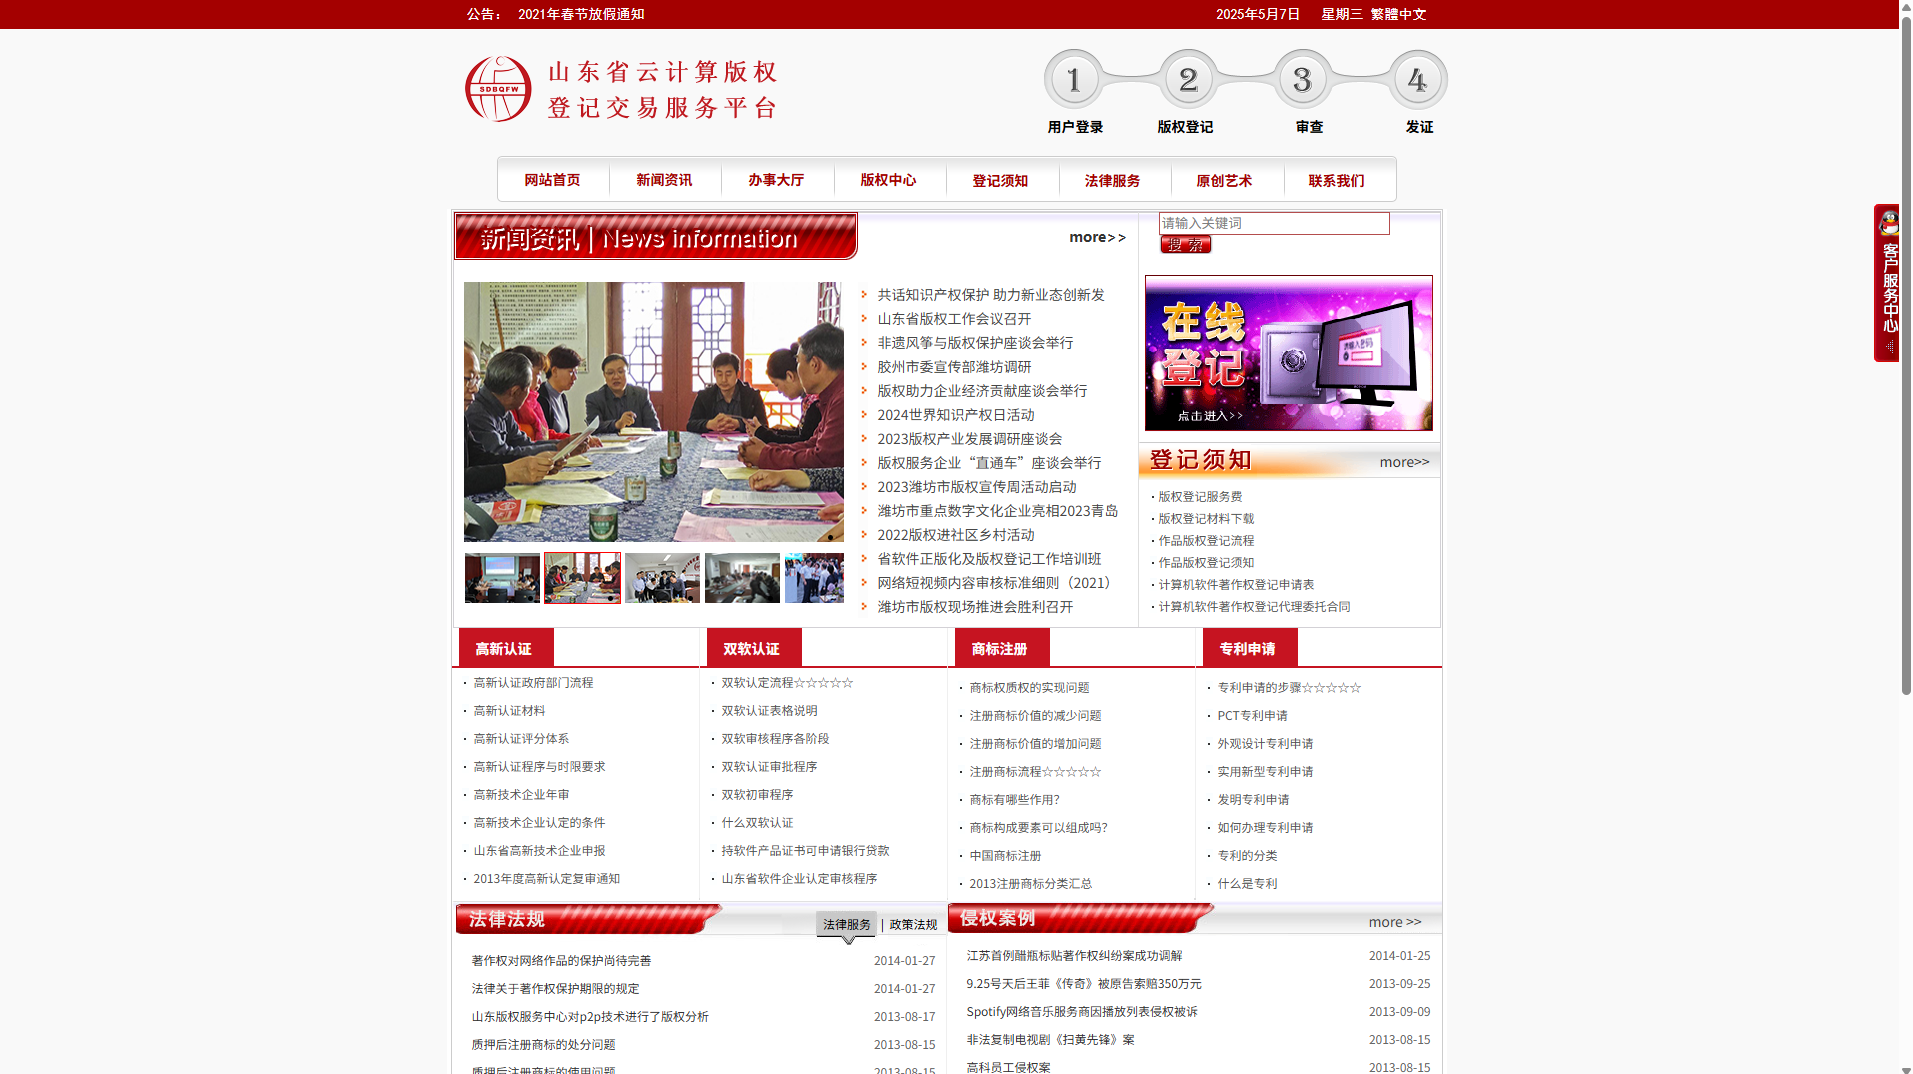 公告： 2021年春节放假通知
2025年5月7日 星期三 繁體中文
SDBQFW
山东省云计算版权
登记交易服务平台
1 2 3 4
用户登录 版权登记 审查 发证
网站首页 新闻资讯 办事大厅 版权中心 登记须知 法律服务 原创艺术 联系我们
新闻资讯 | News information
more>>
请输入关键词
搜 索
客户服务中心
共话知识产权保护 助力新业态创新发
山东省版权工作会议召开
非遗风筝与版权保护座谈会举行
胶州市委宣传部潍坊调研
版权助力企业经济贡献座谈会举行
2024世界知识产权日活动
2023版权产业发展调研座谈会
版权服务企业“直通车”座谈会举行
2023潍坊市版权宣传周活动启动
潍坊市重点数字文化企业亮相2023青岛
2022版权进社区乡村活动
省软件正版化及版权登记工作培训班
网络短视频内容审核标准细则（2021）
潍坊市版权现场推进会胜利召开
在线
登记
请输入密码
点击进入>>
登记须知
more>>
版权登记服务费
版权登记材料下载
作品版权登记流程
作品版权登记须知
计算机软件著作权登记申请表
计算机软件著作权登记代理委托合同
高新认证
高新认证政府部门流程
高新认证材料
高新认证评分体系
高新认证程序与时限要求
高新技术企业年审
高新技术企业认定的条件
山东省高新技术企业申报
2013年度高新认定复审通知
双软认证
双软认定流程☆☆☆☆☆
双软认证表格说明
双软审核程序各阶段
双软认证审批程序
双软初审程序
什么双软认证
持软件产品证书可申请银行贷款
山东省软件企业认定审核程序
商标注册
商标权质权的实现问题
注册商标价值的减少问题
注册商标价值的增加问题
注册商标流程☆☆☆☆☆
商标有哪些作用?
商标构成要素可以组成吗?
中国商标注册
2013注册商标分类汇总
专利申请
专利申请的步骤☆☆☆☆☆
PCT专利申请
外观设计专利申请
实用新型专利申请
发明专利申请
如何办理专利申请
专利的分类
什么是专利
法律法规
法律服务 | 政策法规
著作权对网络作品的保护尚待完善 2014-01-27
法律关于著作权保护期限的规定 2014-01-27
山东版权服务中心对p2p技术进行了版权分析 2013-08-17
质押后注册商标的处分问题 2013-08-15
质押后注册商标的使用问题 2013-08-15
侵权案例
more >>
江苏首例醋瓶标贴著作权纠纷案成功调解 2014-01-25
9.25号天后王菲《传奇》被原告索赔350万元 2013-09-25
Spotify网络音乐服务商因播放列表侵权被诉 2013-09-09
非法复制电视剧《扫黄先锋》案 2013-08-15
高科员工侵权案 2013-08-15